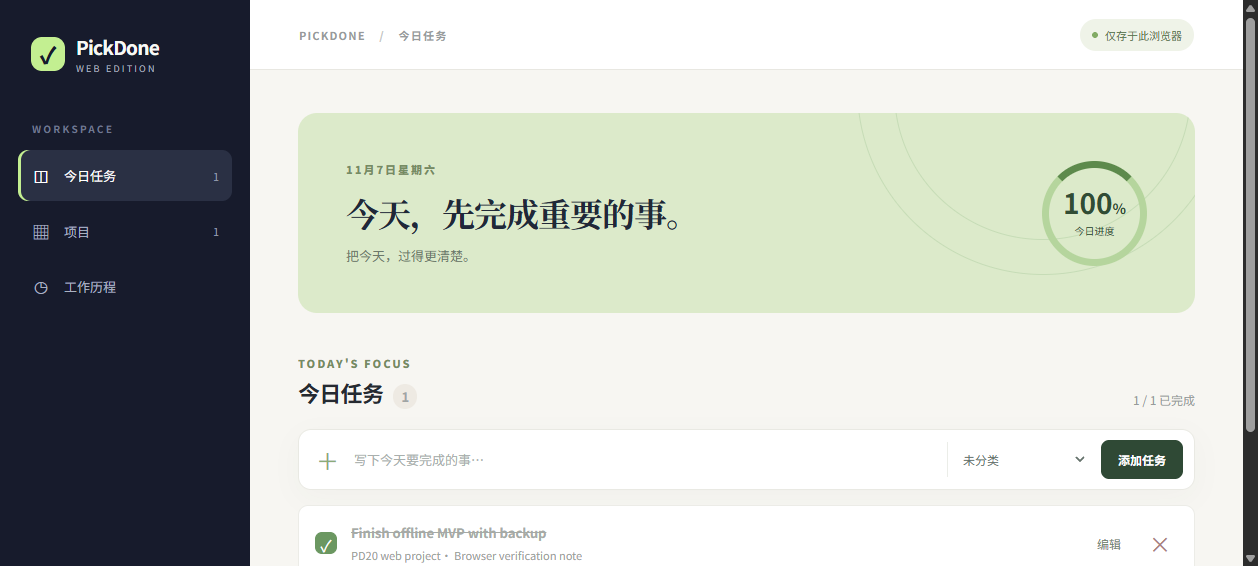 PickDone
WEB EDITION
WORKSPACE
今日任务 1
项目 1
工作历程
PICKDONE / 今日任务
仅存于此浏览器
11月7日星期六
今天，先完成重要的事。
把今天，过得更清楚。
100%
今日进度
TODAY'S FOCUS
今日任务 1
1 / 1 已完成
写下今天要完成的事…
未分类
添加任务
Finish offline MVP with backup
PD20 web project · Browser verification note
编辑